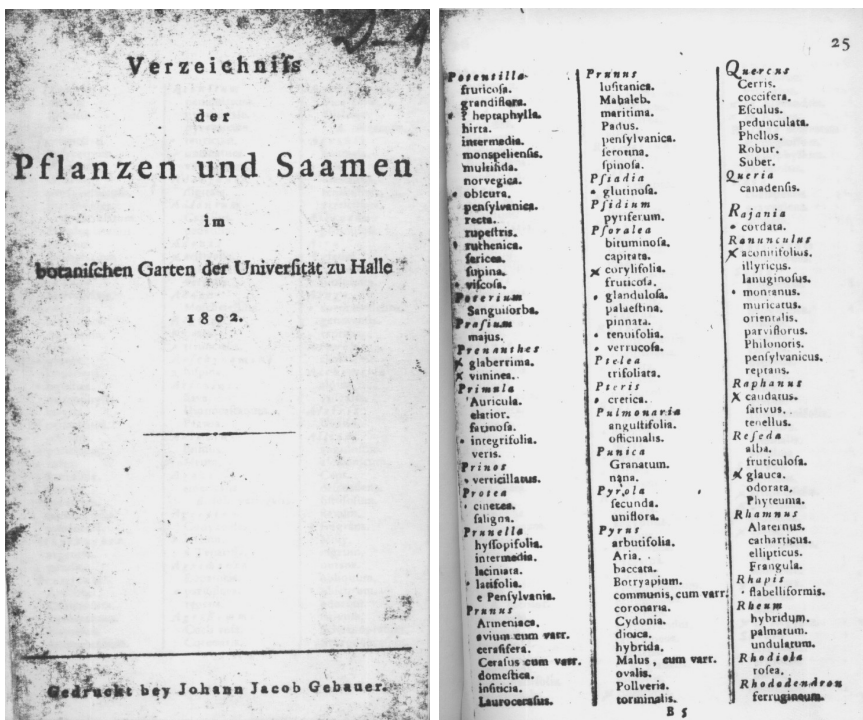 Verzeichniſs
der
Pflanzen und Saamen
im
botaniſchen Garten der Univerſität zu Halle
1802.
Gedruckt bey Johann Jacob Gebauer.
25
Potentilla
fruticoſa.
grandiflora.
• ? heptaphylla.
hirta.
intermedia.
monspelienſis.
multifida.
norvegica.
• obſcura.
penſylvanica.
recta.
rupeſtris.
• ruthenica.
ſericea.
ſupina.
• viſcoſa.
Poterium
Sanguiſorba.
Praſium
majus.
Prenanthes
glaberrima.
viminea.
Primula
Auricula.
elatior.
farinoſa.
• integrifolia.
veris.
Prinos
• verticillatus.
Protea
• cinerea.
ſaligna.
Prunella
hyſſopifolia.
intermedia.
laciniata.
• latifolia.
e Penſylvania.
Prunus
Armeniaca.
avium cum varr.
ceraſifera.
Ceraſus cum varr.
domeſtica.
inſiticia.
Lauroceraſus.
Prunus
luſitanica.
Mahaleb.
maritima.
Padus.
penſylvanica.
ſerotina.
ſpinoſa.
Pſiadia
• glutinoſa.
Pſidium
pyriferum.
Pſoralea
bituminoſa.
capitata.
corylifolia.
fruticoſa.
• glanduloſa.
palaeſtina.
pinnata.
• tenuifolia.
• verrucoſa.
Ptelea
trifoliata.
Pteris
• cretica.
Pulmonaria
anguſtifolia.
officinalis.
Punica
Granatum.
nana.
Pyrola
ſecunda.
uniflora.
Pyrus
arbutifolia.
Aria.
baccata.
Botryapium.
communis, cum varr.
coronaria.
Cydonia.
dioica.
hybrida.
Malus, cum varr.
ovalis.
Pollveria.
torminalis.
Quercus
Cerris.
coccifera.
Eſculus.
pedunculata.
Phellos.
Robur.
Suber.
Queria
canadenſis.
Rajania
• cordata.
Ranunculus
aconitifolius.
illyricus.
lanuginoſus.
• montanus.
muricatus.
orientalis.
parviflorus.
Philonotis.
penſylvanicus.
reptans.
Raphanus
caudatus.
ſativus.
tenellus.
Reſeda
alba.
fruticuloſa.
glauca.
odorata.
Phyteuma.
Rhamnus
Alaternus.
catharticus.
ellipticus.
Frangula.
Rhapis
• flabelliformis.
Rheum
hybridum.
palmatum.
undulatum.
Rhodiola
roſea.
Rhododendron
ferrugineum.
B 5